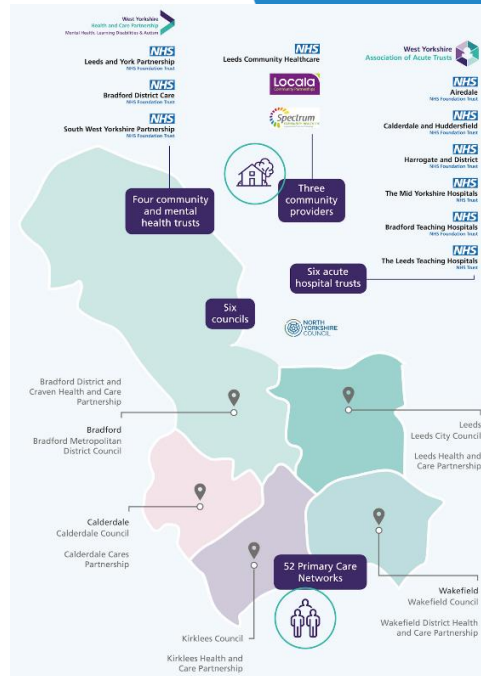 West Yorkshire
Health and Care Partnership
Mental Health, Learning Disabilities & Autism
NHS
Leeds and York Partnership
NHS Foundation Trust
NHS
Bradford District Care
NHS Foundation Trust
NHS
South West Yorkshire Partnership
NHS Foundation Trust
Four community
and mental
health trusts
NHS
Leeds Community Healthcare
Locala
Spectrum
Three
community
providers
West Yorkshire
Association of Acute Trusts
NHS
Airedale
NHS Foundation Trust
NHS
Calderdale and Huddersfield
NHS Foundation Trust
NHS
Harrogate and District
NHS Foundation Trust
NHS
The Mid Yorkshire Hospitals
NHS Trust
NHS
Bradford Teaching Hospitals
NHS Foundation Trust
NHS
The Leeds Teaching Hospitals
NHS Trust
Six acute
hospital trusts
Six
councils
NORTH
YORKSHIRE
COUNCIL
Bradford District and
Craven Health and Care
Partnership
Bradford
Bradford Metropolitan
District Council
Leeds
Leeds City Council
Leeds Health and
Care Partnership
Calderdale
Calderdale Council
Calderdale Cares
Partnership
52 Primary Care
Networks
Wakefield
Wakefield Council
Wakefield District Health
and Care Partnership
Kirklees Council
Kirklees Health and
Care Partnership